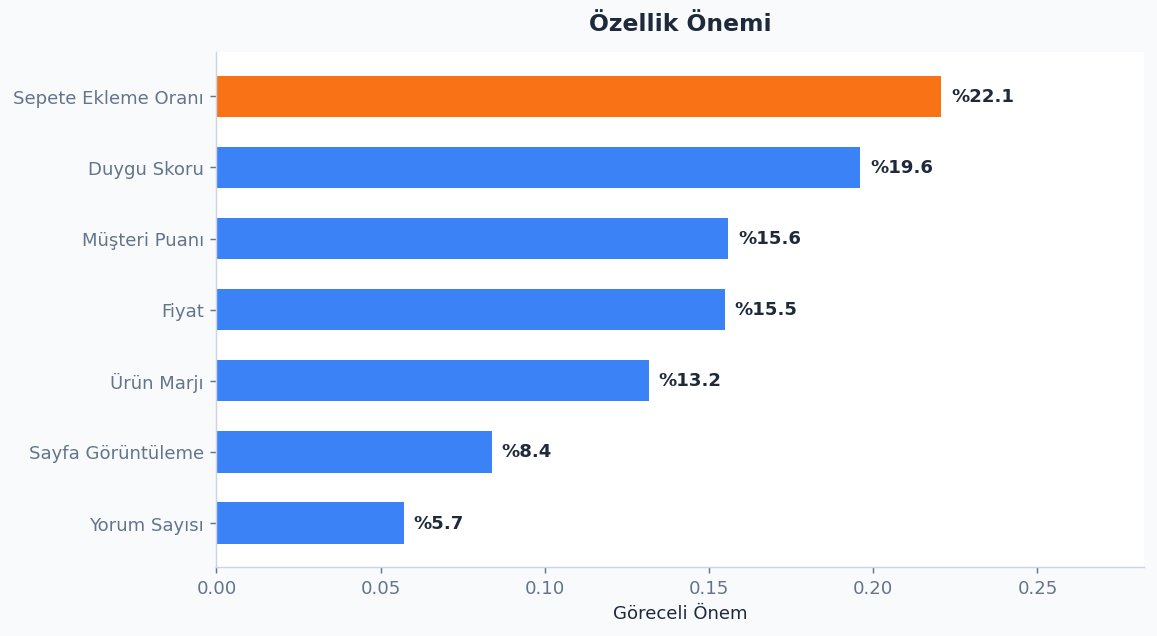 Özellik Önemi
Sepete Ekleme Oranı %22.1
Duygu Skoru %19.6
Müşteri Puanı %15.6
Fiyat %15.5
Ürün Marjı %13.2
Sayfa Görüntüleme %8.4
Yorum Sayısı %5.7
0.00 0.05 0.10 0.15 0.20 0.25
Göreceli Önem